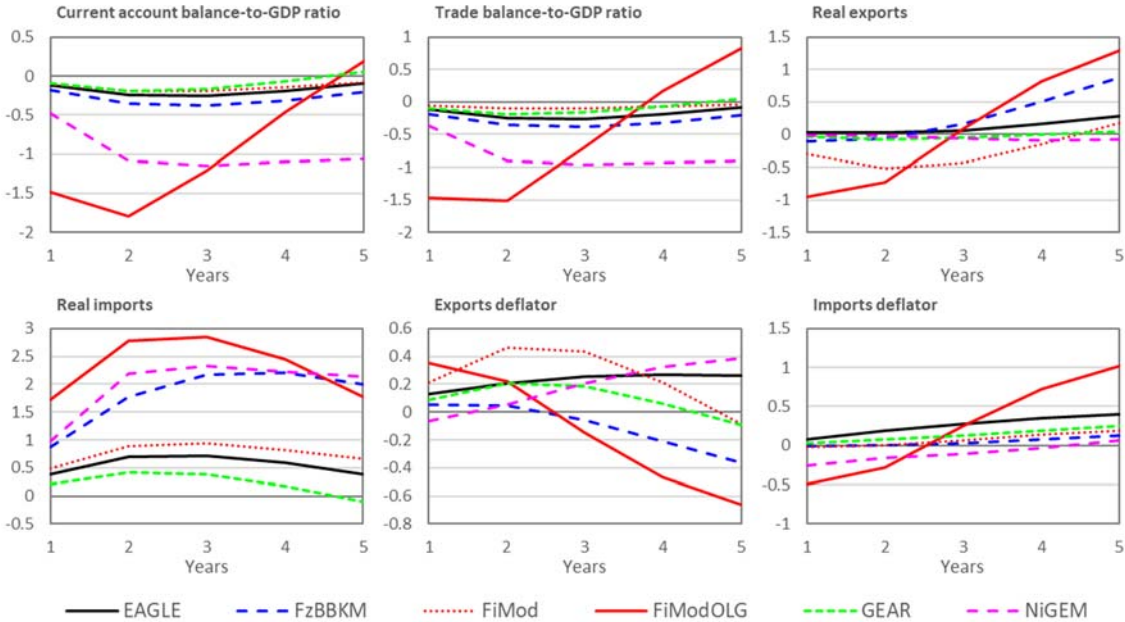 Current account balance-to-GDP ratio
0.5
0
-0.5
-1
-1.5
-2
1 2 3 4 5
Years
Trade balance-to-GDP ratio
1
0.5
0
-0.5
-1
-1.5
-2
1 2 3 4 5
Years
Real exports
1.5
1
0.5
0
-0.5
-1
-1.5
1 2 3 4 5
Years
Real imports
3
2.5
2
1.5
1
0.5
0
-0.5
1 2 3 4 5
Years
Exports deflator
0.6
0.4
0.2
0
-0.2
-0.4
-0.6
-0.8
1 2 3 4 5
Years
Imports deflator
1.5
1
0.5
0
-0.5
-1
1 2 3 4 5
Years
EAGLE FzBBKM FiMod FiModOLG GEAR NiGEM